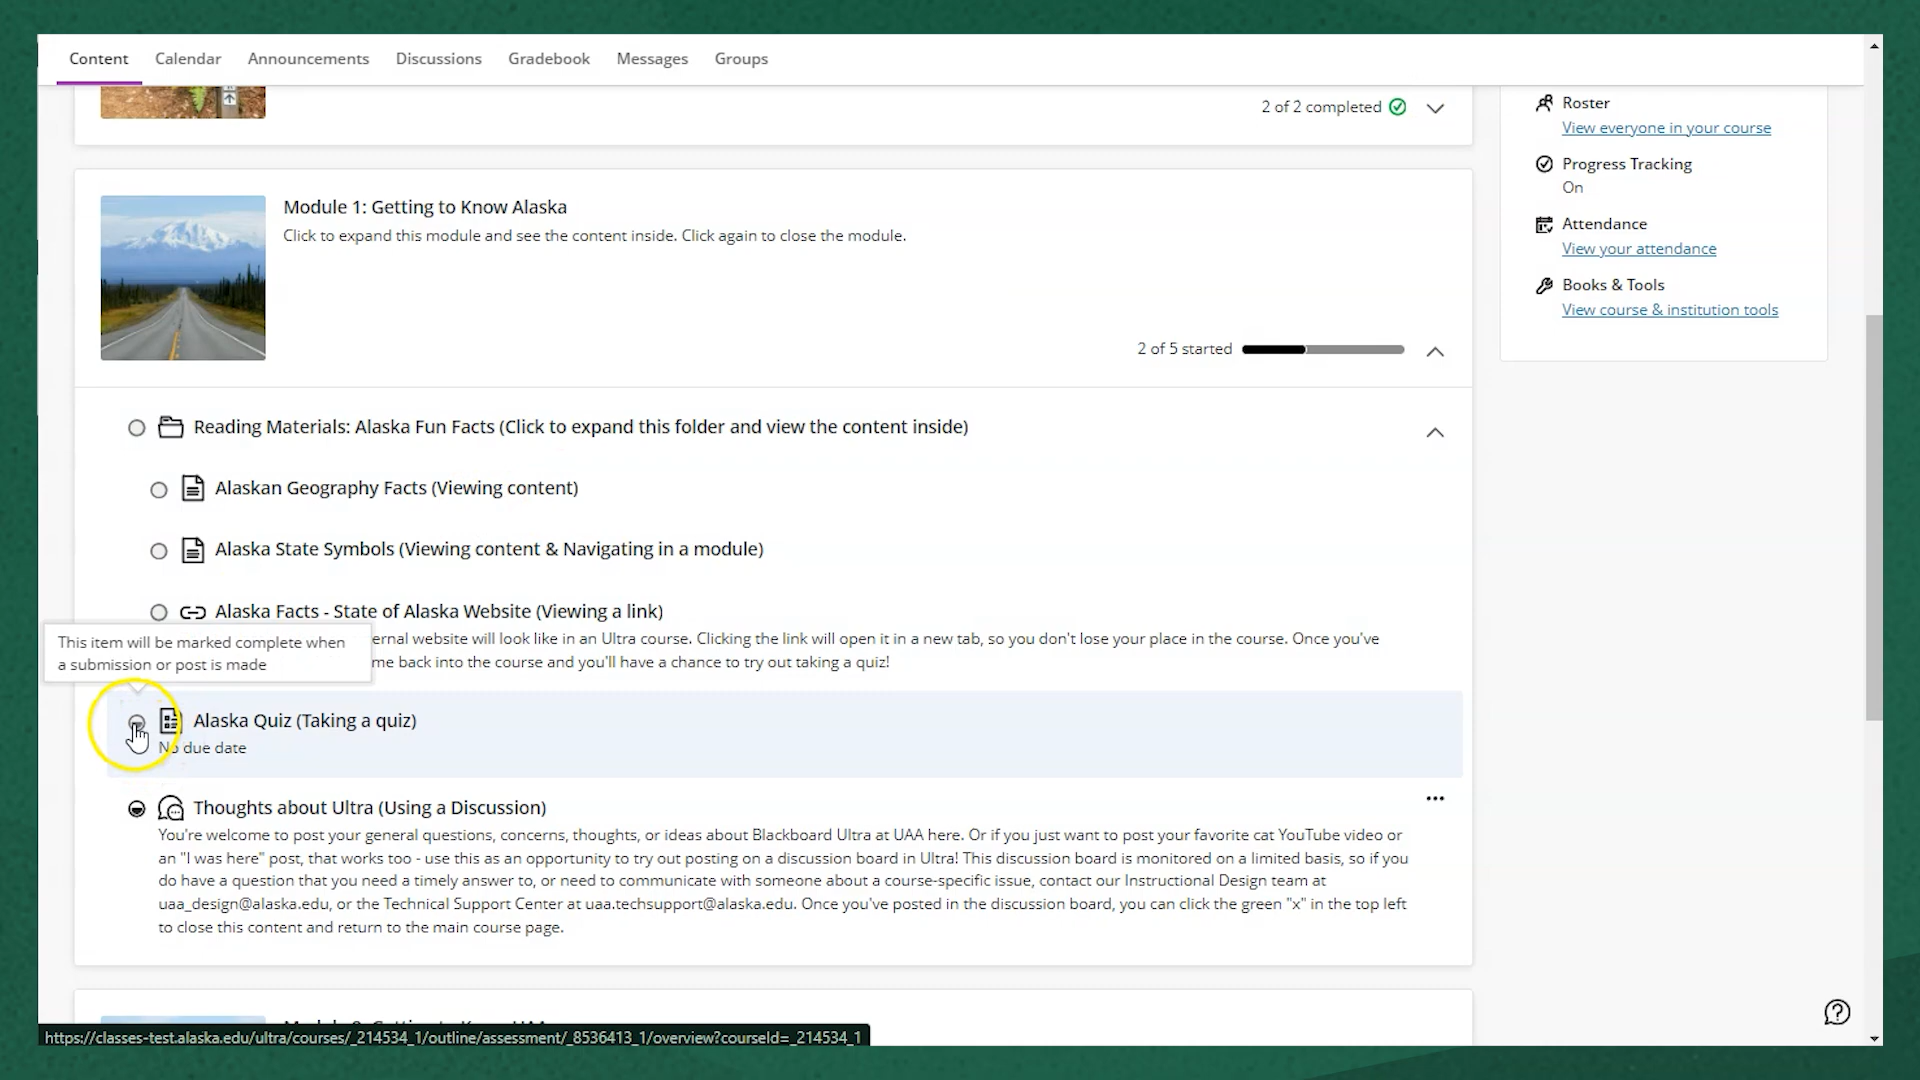 Content Calendar Announcements Discussions Gradebook Messages Groups
2 of 2 completed
Roster
View everyone in your course
Progress Tracking
On
Attendance
View your attendance
Books & Tools
View course & institution tools
Module 1: Getting to Know Alaska
Click to expand this module and see the content inside. Click again to close the module.
2 of 5 started
Reading Materials: Alaska Fun Facts (Click to expand this folder and view the content inside)
Alaskan Geography Facts (Viewing content)
Alaska State Symbols (Viewing content & Navigating in a module)
Alaska Facts - State of Alaska Website (Viewing a link)
This item will be marked complete when
a submission or post is made
ernal website will look like in an Ultra course. Clicking the link will open it in a new tab, so you don't lose your place in the course. Once you've
me back into the course and you'll have a chance to try out taking a quiz!
Alaska Quiz (Taking a quiz)
No due date
Thoughts about Ultra (Using a Discussion)
You're welcome to post your general questions, concerns, thoughts, or ideas about Blackboard Ultra at UAA here. Or if you just want to post your favorite cat YouTube video or
an "I was here" post, that works too - use this as an opportunity to try out posting on a discussion board in Ultra! This discussion board is monitored on a limited basis, so if you
do have a question that you need a timely answer to, or need to communicate with someone about a course-specific issue, contact our Instructional Design team at
uaa_design@alaska.edu, or the Technical Support Center at uaa.techsupport@alaska.edu. Once you've posted in the discussion board, you can click the green "x" in the top left
to close this content and return to the main course page.
https://classes-test.alaska.edu/ultra/courses/_214534_1/outline/assessment/_8536413_1/overview?courseId=_214534_1